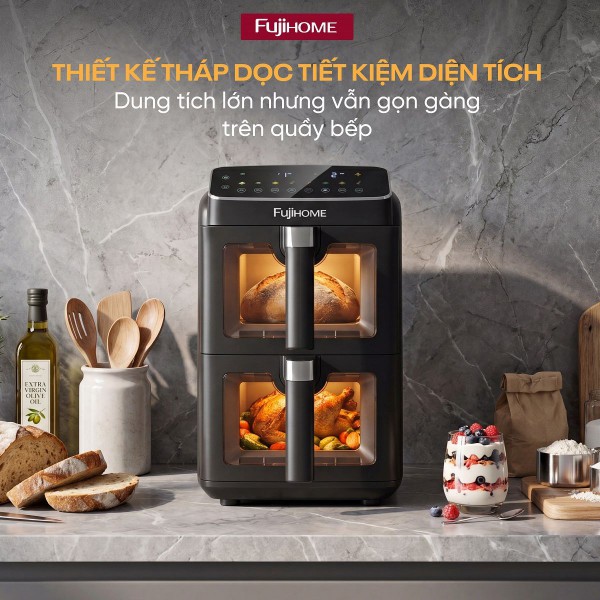 FujiHOME
THIẾT KẾ THÁP DỌC TIẾT KIỆM DIỆN TÍCH
Dung tích lớn nhưng vẫn gọn gàng
trên quầy bếp
FujiHOME
EXTRA
VIRGIN
OLIVE
OIL